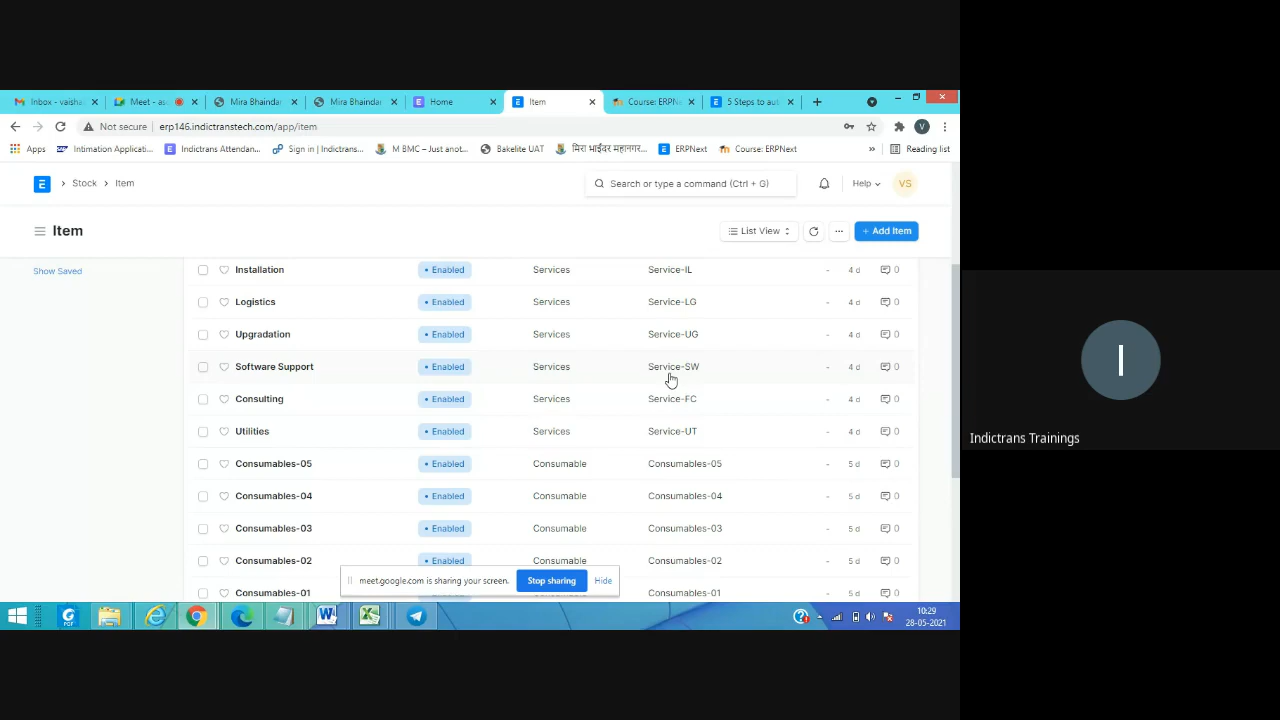 Inbox - vaisha
Meet - as
Mira Bhaindar
Mira Bhaindar
Home
Item
Course: ERPNe
5 Steps to aut
Not secure
erp146.indictranstech.com/app/item
Apps
Intimation Applicati...
Indictrans Attendan...
Sign in | Indictrans...
M BMC – Just anot...
Bakelite UAT
मिरा भाईंदर महानगर...
ERPNext
Course: ERPNext
»
Reading list
Stock
Item
Search or type a command (Ctrl + G)
Help
VS
Item
List View
...
+ Add Item
Show Saved
Installation Enabled Services Service-IL - 4 d 0
Logistics Enabled Services Service-LG - 4 d 0
Upgradation Enabled Services Service-UG - 4 d 0
Software Support Enabled Services Service-SW - 4 d 0
Consulting Enabled Services Service-FC - 4 d 0
Utilities Enabled Services Service-UT - 4 d 0
Consumables-05 Enabled Consumable Consumables-05 - 5 d 0
Consumables-04 Enabled Consumable Consumables-04 - 5 d 0
Consumables-03 Enabled Consumable Consumables-03 - 5 d 0
Consumables-02 Enabled Consumable Consumables-02 - 5 d 0
Consumables-01 Consumables-01 - 5 d 0
meet.google.com is sharing your screen.
Stop sharing
Hide
10:29
28-05-2021
I
Indictrans Trainings